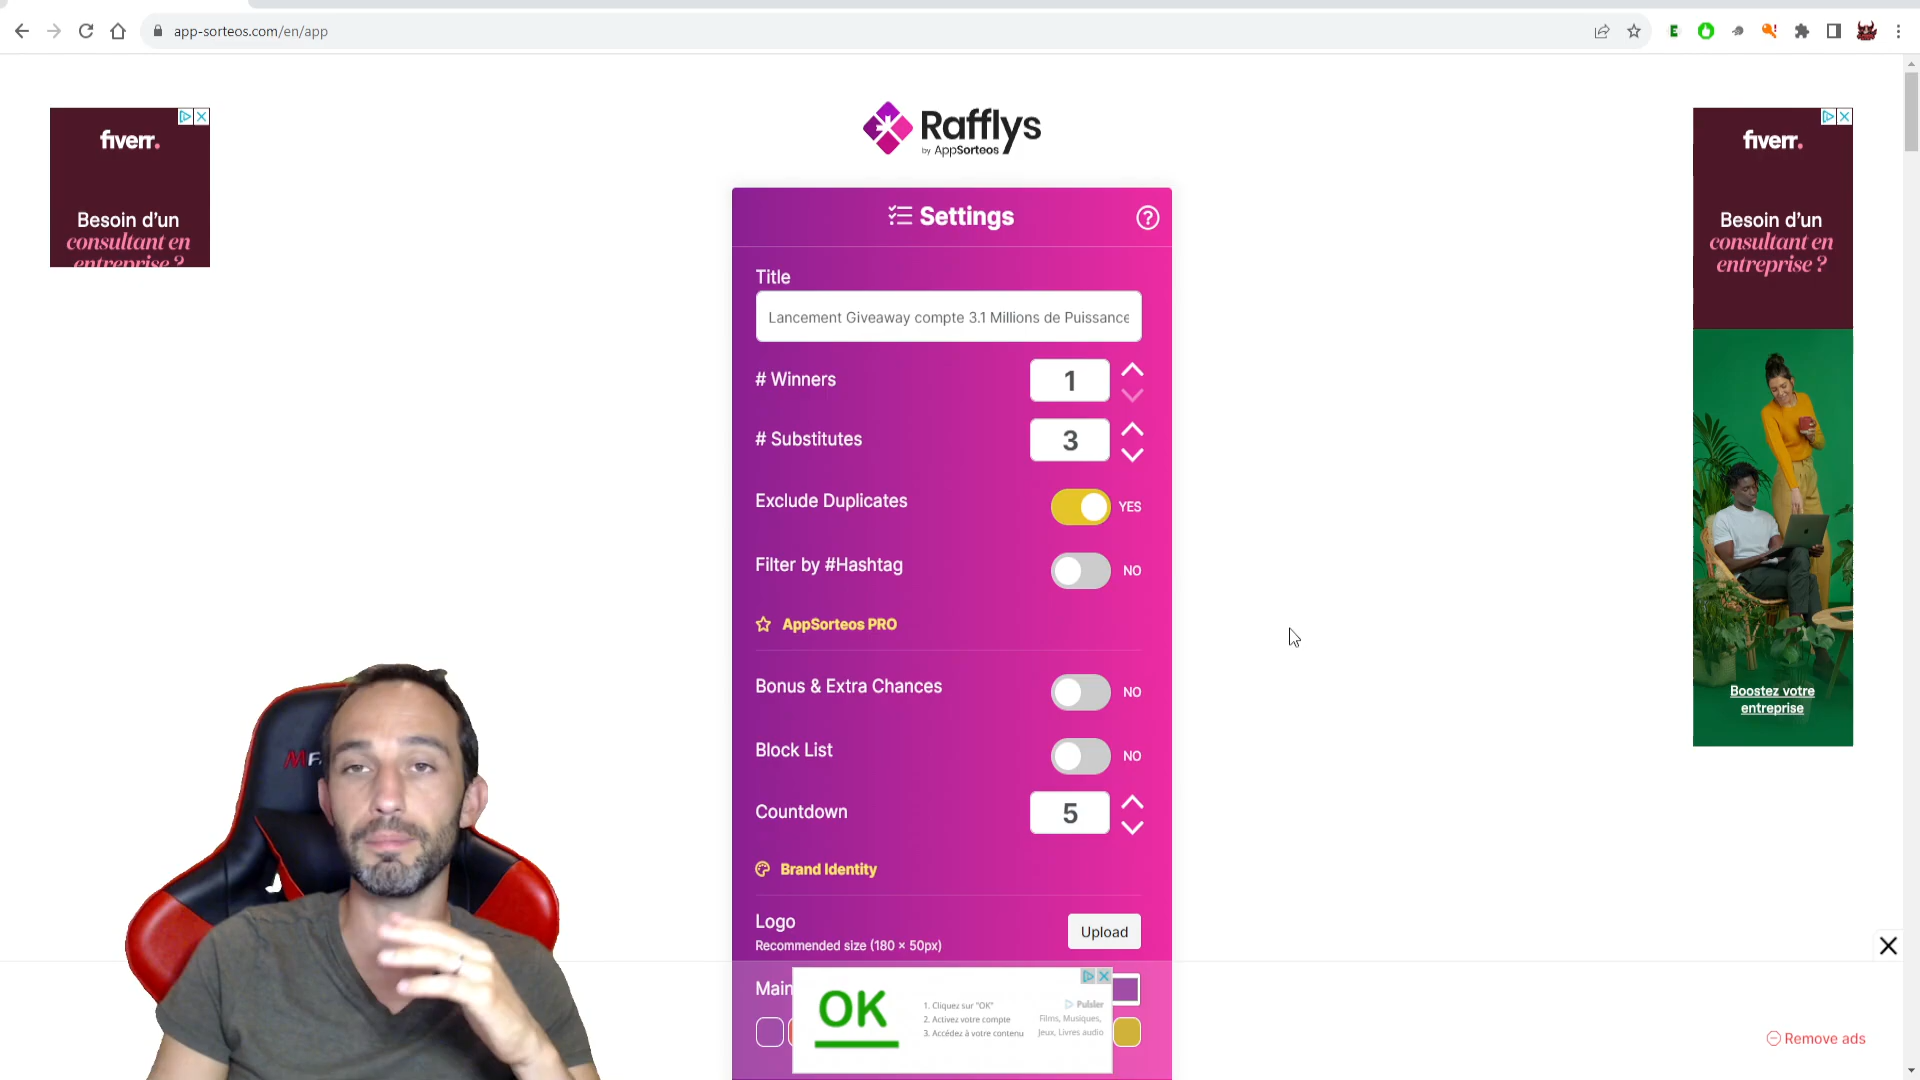 app-sorteos.com/en/app
fiverr.
Besoin d'un
consultant en
entreprise ?
Rafflys
by AppSorteos
Settings
?
Title
Lancement Giveaway compte 3.1 Millions de Puissance
# Winners
1
# Substitutes
3
Exclude Duplicates
YES
Filter by #Hashtag
NO
AppSorteos PRO
Bonus & Extra Chances
NO
Block List
NO
Countdown
5
Brand Identity
Logo
Recommended size (180 × 50px)
Upload
Main
OK
1. Cliquez sur "OK"
2. Activez votre compte
3. Accédez à votre contenu
Pulsler
Films, Musiques,
Jeux, Livres audio
fiverr.
Besoin d'un
consultant en
entreprise ?
Boostez votre
entreprise
Remove ads